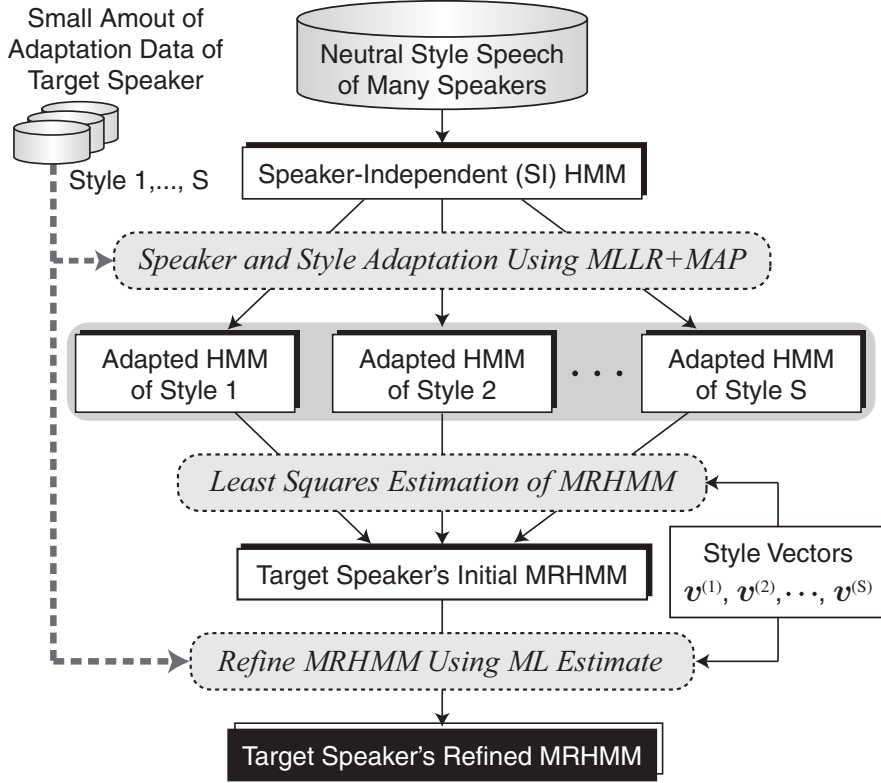 Small Amout of
Adaptation Data of
Target Speaker
Style 1,..., S
Neutral Style Speech
of Many Speakers
Speaker-Independent (SI) HMM
Speaker and Style Adaptation Using MLLR+MAP
Adapted HMM
of Style 1
Adapted HMM
of Style 2
· · ·
Adapted HMM
of Style S
Least Squares Estimation of MRHMM
Target Speaker's Initial MRHMM
Style Vectors
v(1), v(2),···, v(S)
Refine MRHMM Using ML Estimate
Target Speaker's Refined MRHMM